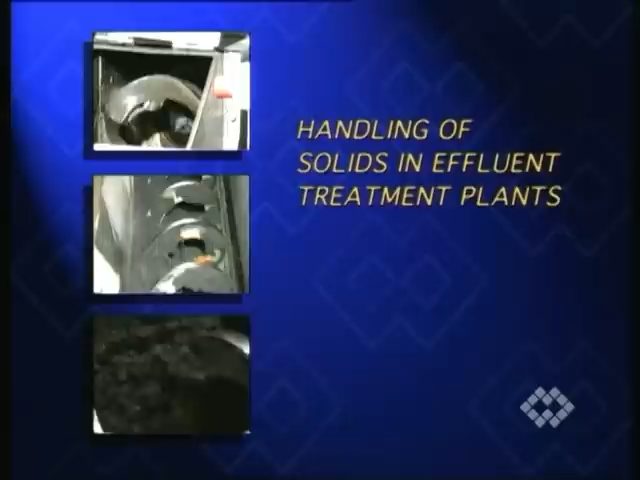 HANDLING OF
SOLIDS IN EFFLUENT
TREATMENT PLANTS